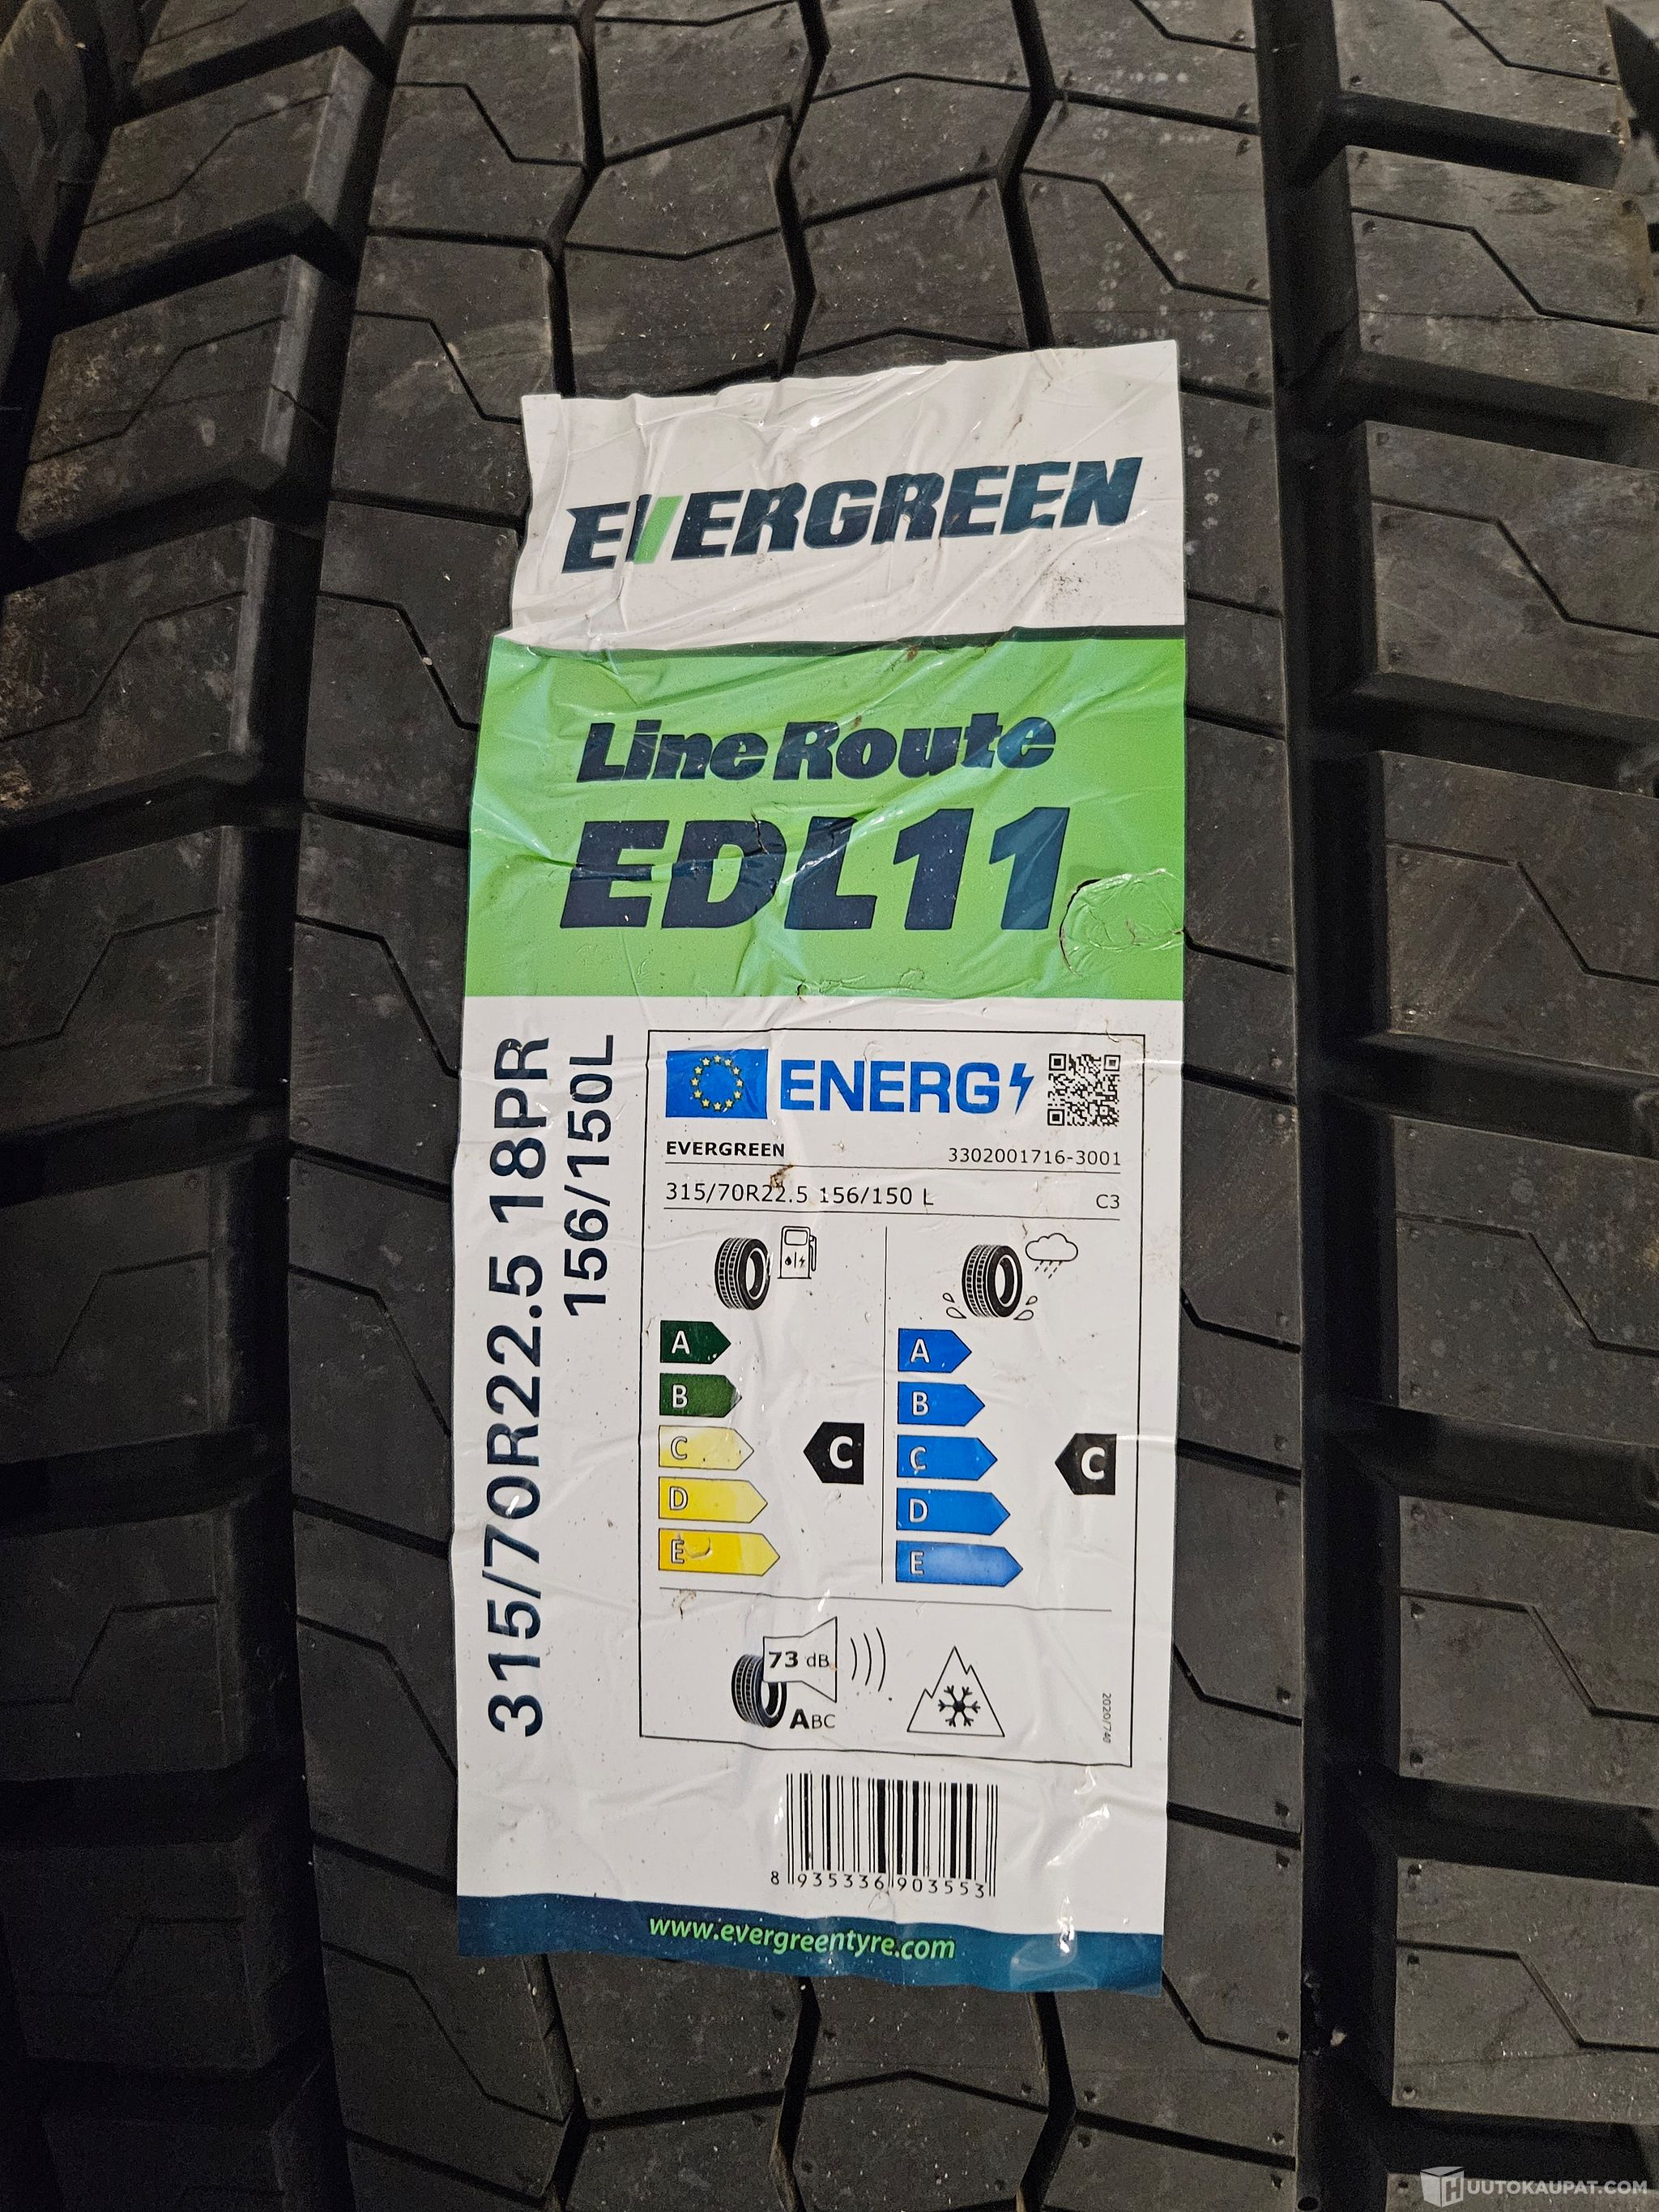 EVERGREEN
Line Route
EDL11
315/70R22.5 18PR
156/150L
ENERG
EVERGREEN 3302001716-3001
315/70R22.5 156/150 L C3
A A
B B
C C C C
D D
E E
73 dB
ABC
2020/740
8 935336 903553
www.evergreentyre.com
HUUTOKAUPAT.COM